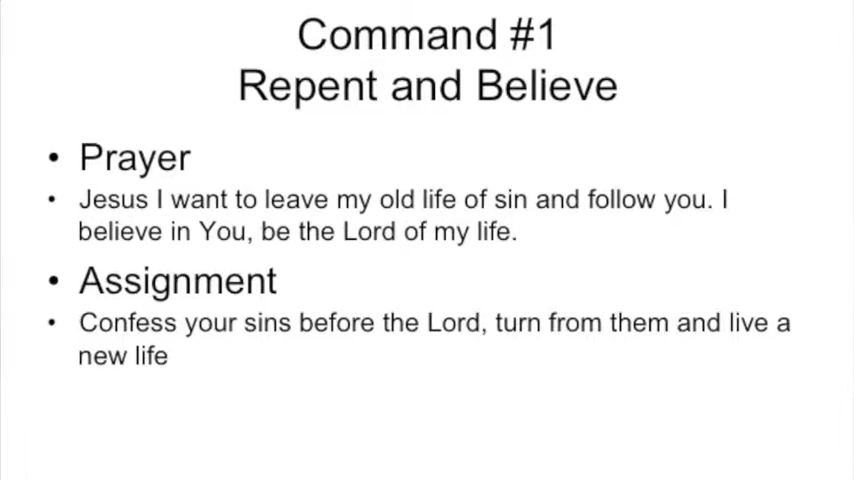 Command #1
Repent and Believe
• Prayer
• Jesus I want to leave my old life of sin and follow you. I
believe in You, be the Lord of my life.
• Assignment
• Confess your sins before the Lord, turn from them and live a
new life